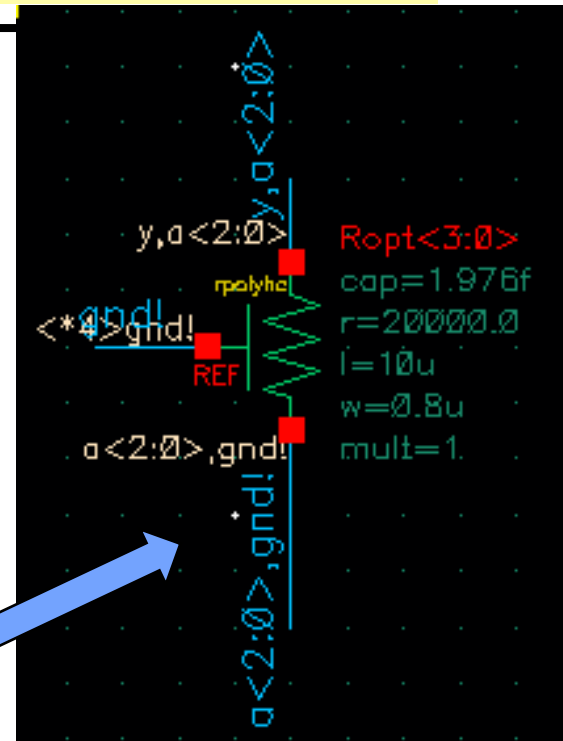 y,a<2:0>
y,a<2:0>
Ropt<3:0>
rpolyhc
cap=1.976f
gnd!
<*4>gnd!
r=20000.0
REF
l=10u
w=0.8u
a<2:0>,gnd!
mult=1
a<2:0>,gnd!